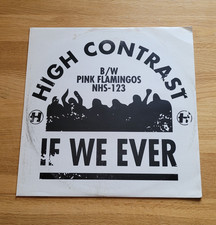 HIGH CONTRAST
B/W
PINK FLAMINGOS
NHS-123
IF WE EVER